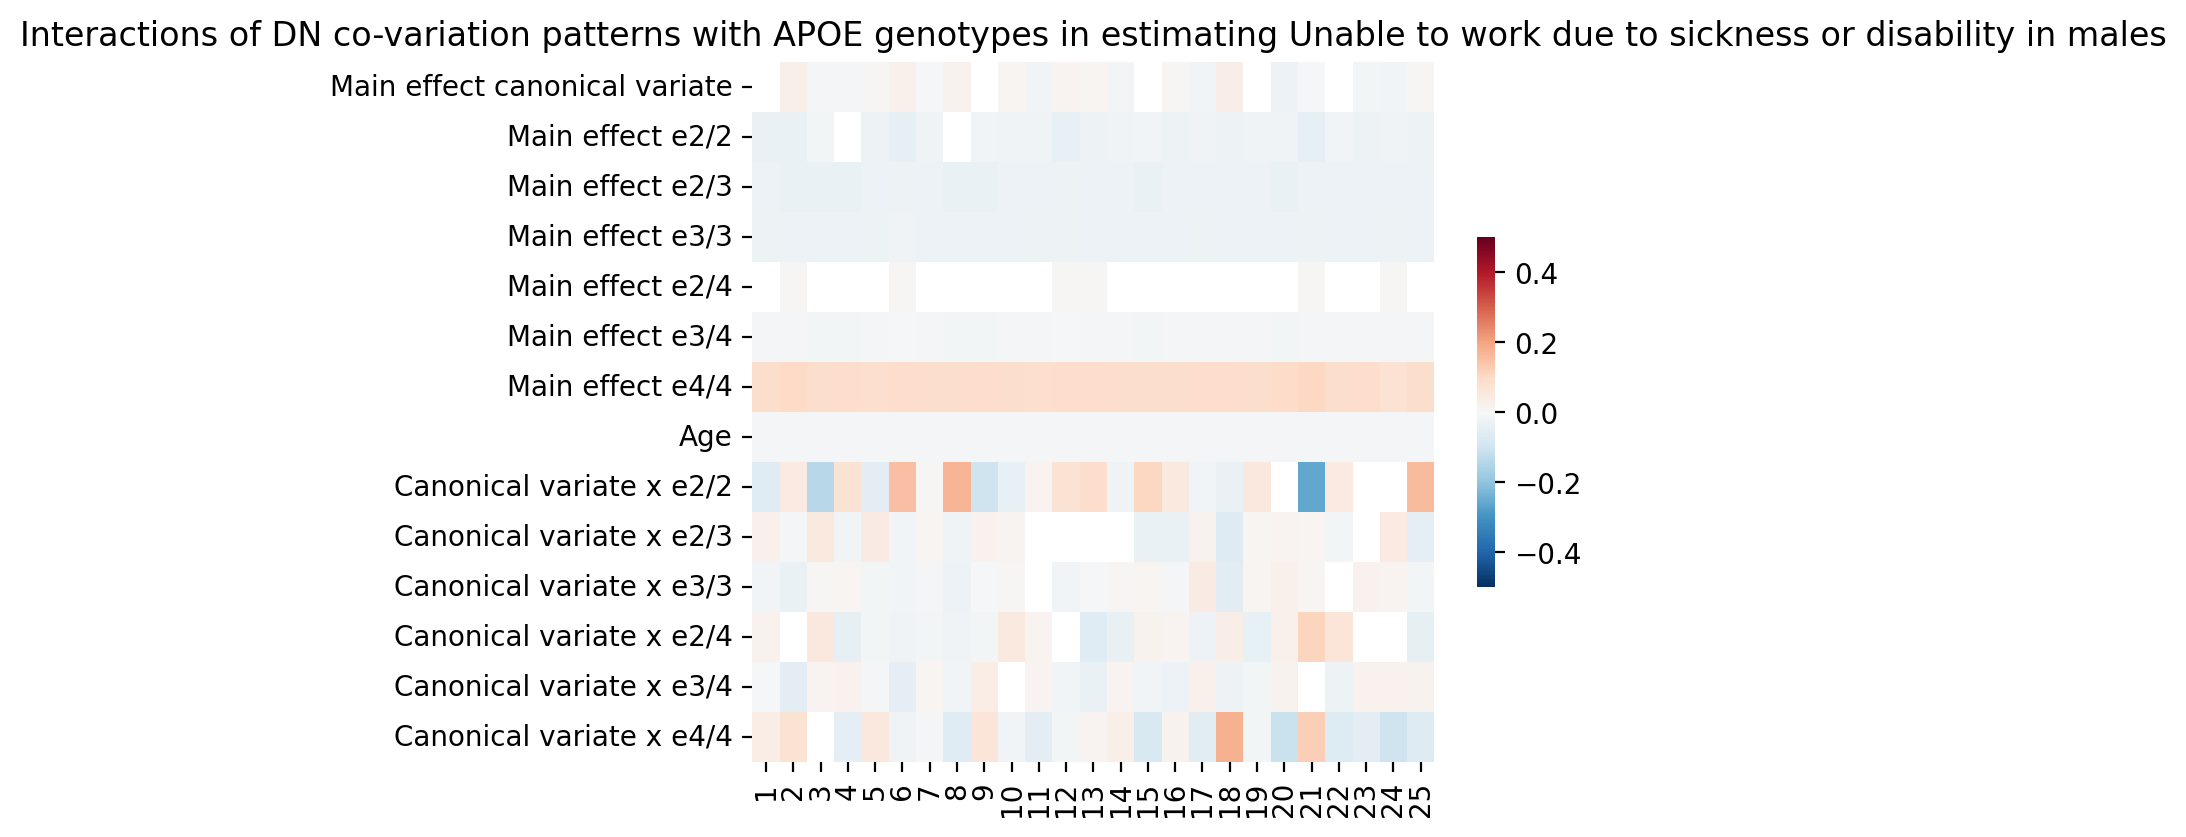 Interactions of DN co-variation patterns with APOE genotypes in estimating Unable to work due to sickness or disability in males
Main effect canonical variate
Main effect e2/2
Main effect e2/3
Main effect e3/3
Main effect e2/4
Main effect e3/4
Main effect e4/4
Age
Canonical variate x e2/2
Canonical variate x e2/3
Canonical variate x e3/3
Canonical variate x e2/4
Canonical variate x e3/4
Canonical variate x e4/4
1 2 3 4 5 6 7 8 9 10 11 12 13 14 15 16 17 18 19 20 21 22 23 24 25
0.4
0.2
0.0
−0.2
−0.4